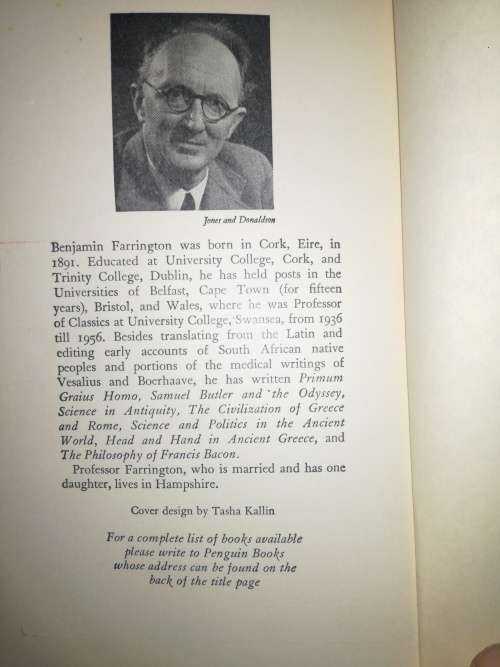 Jones and Donaldson
Benjamin Farrington was born in Cork, Eire, in
1891. Educated at University College, Cork, and
Trinity College, Dublin, he has held posts in the
Universities of Belfast, Cape Town (for fifteen
years), Bristol, and Wales, where he was Professor
of Classics at University College, Swansea, from 1936
till 1956. Besides translating from the Latin and
editing early accounts of South African native
peoples and portions of the medical writings of
Vesalius and Boerhaave, he has written Primum
Graius Homo, Samuel Butler and the Odyssey,
Science in Antiquity, The Civilization of Greece
and Rome, Science and Politics in the Ancient
World, Head and Hand in Ancient Greece, and
The Philosophy of Francis Bacon.
Professor Farrington, who is married and has one
daughter, lives in Hampshire.
Cover design by Tasha Kallin
For a complete list of books available
please write to Penguin Books
whose address can be found on the
back of the title page